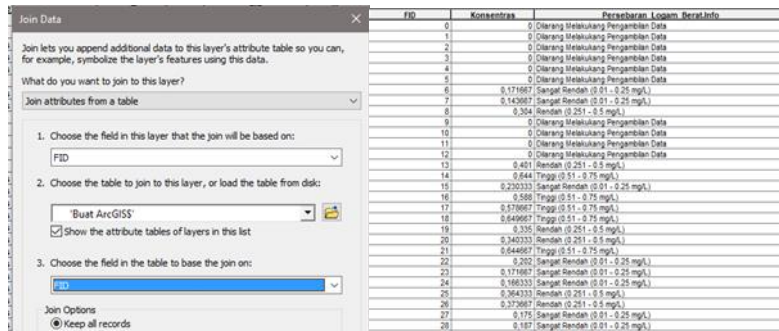 Join Data
Join lets you append additional data to this layer's attribute table so you can,
for example, symbolize the layer's features using this data.
What do you want to join to this layer?
Join attributes from a table
1. Choose the field in this layer that the join will be based on:
FID
2. Choose the table to join to this layer, or load the table from disk:
'Buat ArcGIS$'
Show the attribute tables of layers in this list
3. Choose the field in the table to base the join on:
FID
Join Options
Keep all records
FID Konsentras Persebaran_Logam_Berat.Info
0 0 Dilarang Melakukang Pengambilan Data
1 0 Dilarang Melakukang Pengambilan Data
2 0 Dilarang Melakukang Pengambilan Data
3 0 Dilarang Melakukang Pengambilan Data
4 0 Dilarang Melakukang Pengambilan Data
5 0 Dilarang Melakukang Pengambilan Data
6 0,171667 Sangat Rendah (0.01 - 0.25 mg/L)
7 0,143667 Sangat Rendah (0.01 - 0.25 mg/L)
8 0,304 Rendah (0.251 - 0.5 mg/L)
9 0 Dilarang Melakukang Pengambilan Data
10 0 Dilarang Melakukang Pengambilan Data
11 0 Dilarang Melakukang Pengambilan Data
12 0 Dilarang Melakukang Pengambilan Data
13 0,401 Rendah (0.251 - 0.5 mg/L)
14 0,644 Tinggi (0.51 - 0.75 mg/L)
15 0,230333 Sangat Rendah (0.01 - 0.25 mg/L)
16 0,588 Tinggi (0.51 - 0.75 mg/L)
17 0,578667 Tinggi (0.51 - 0.75 mg/L)
18 0,649667 Tinggi (0.51 - 0.75 mg/L)
19 0,335 Rendah (0.251 - 0.5 mg/L)
20 0,340333 Rendah (0.251 - 0.5 mg/L)
21 0,644667 Tinggi (0.51 - 0.75 mg/L)
22 0,202 Sangat Rendah (0.01 - 0.25 mg/L)
23 0,171667 Sangat Rendah (0.01 - 0.25 mg/L)
24 0,166333 Sangat Rendah (0.01 - 0.25 mg/L)
25 0,364333 Rendah (0.251 - 0.5 mg/L)
26 0,373667 Rendah (0.251 - 0.5 mg/L)
27 0,175 Sangat Rendah (0.01 - 0.25 mg/L)
28 0,187 Sangat Rendah (0.01 - 0.25 mg/L)